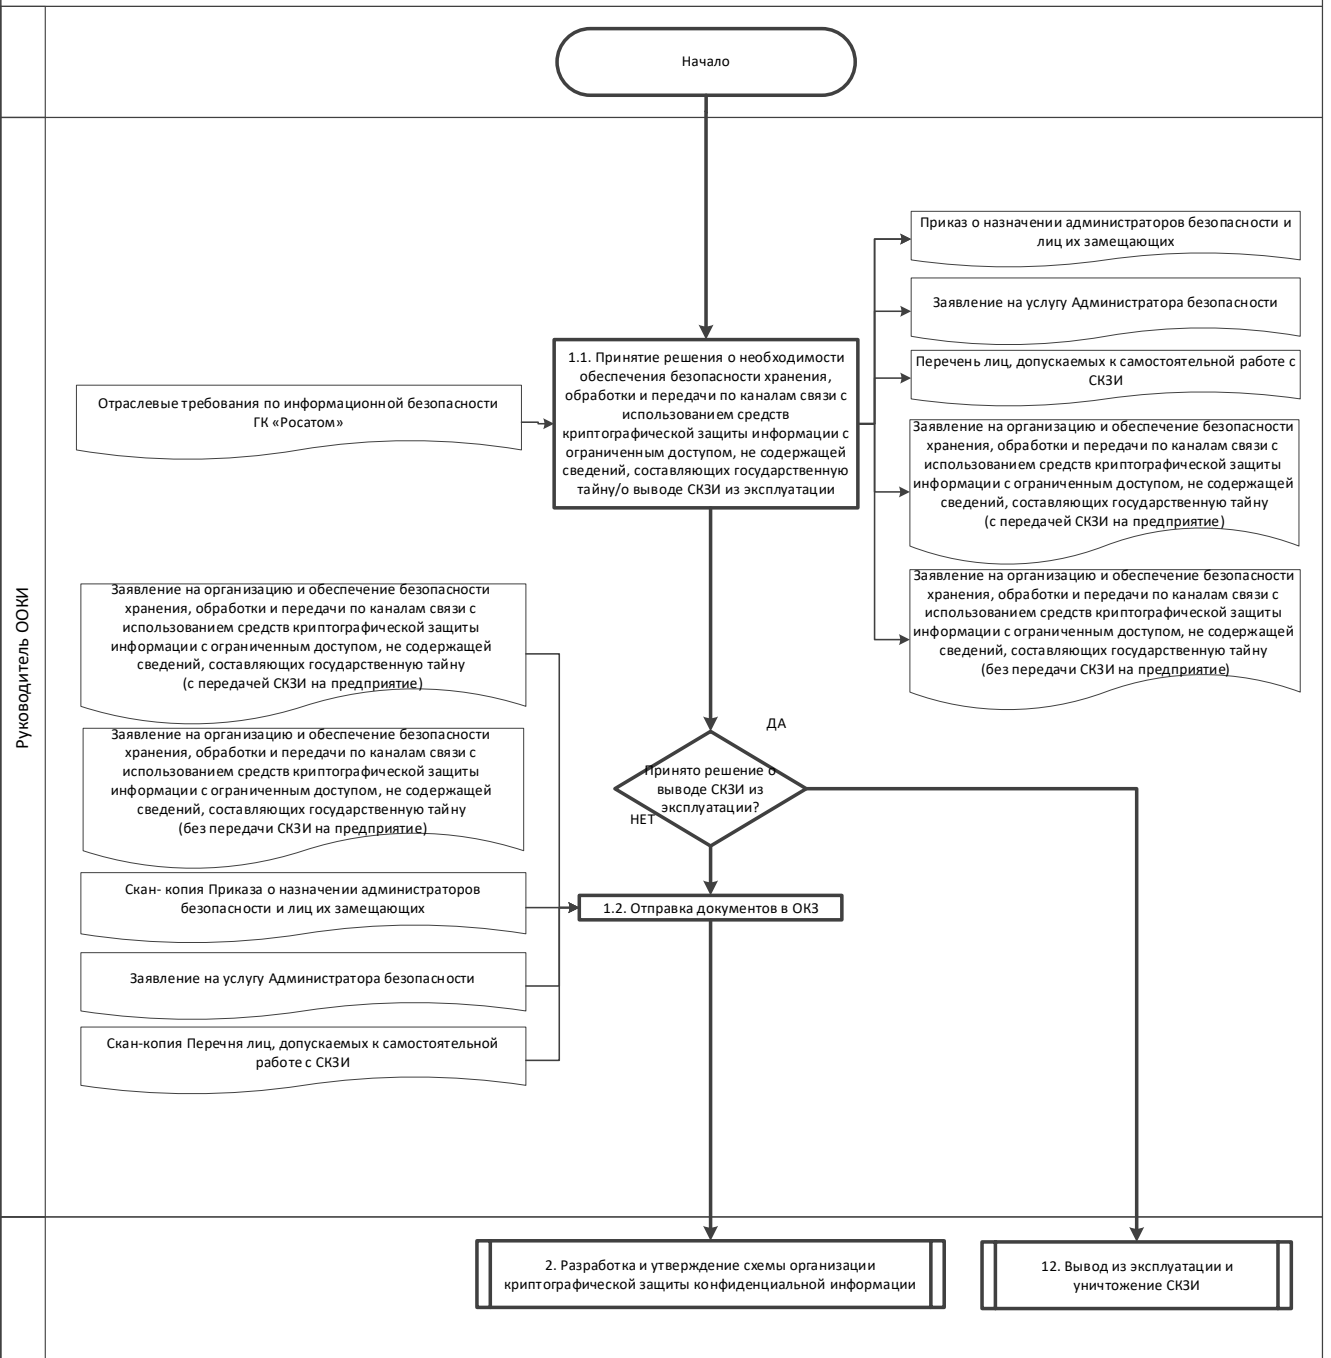 Начало
Руководитель ООКИ
Приказ о назначении администраторов безопасности и
лиц их замещающих
Заявление на услугу Администратора безопасности
Перечень лиц, допускаемых к самостоятельной работе с
СКЗИ
Заявление на организацию и обеспечение безопасности
хранения, обработки и передачи по каналам связи с
использованием средств криптографической защиты
информации с ограниченным доступом, не содержащей
сведений, составляющих государственную тайну
(с передачей СКЗИ на предприятие)
Заявление на организацию и обеспечение безопасности
хранения, обработки и передачи по каналам связи с
использованием средств криптографической защиты
информации с ограниченным доступом, не содержащей
сведений, составляющих государственную тайну
(без передачи СКЗИ на предприятие)
1.1. Принятие решения о необходимости
обеспечения безопасности хранения,
обработки и передачи по каналам связи с
использованием средств
криптографической защиты информации с
ограниченным доступом, не содержащей
сведений, составляющих государственную
тайну/о выводе СКЗИ из эксплуатации
Отраслевые требования по информационной безопасности
ГК «Росатом»
Заявление на организацию и обеспечение безопасности
хранения, обработки и передачи по каналам связи с
использованием средств криптографической защиты
информации с ограниченным доступом, не содержащей
сведений, составляющих государственную тайну
(с передачей СКЗИ на предприятие)
Заявление на организацию и обеспечение безопасности
хранения, обработки и передачи по каналам связи с
использованием средств криптографической защиты
информации с ограниченным доступом, не содержащей
сведений, составляющих государственную тайну
(без передачи СКЗИ на предприятие)
ДА
Принято решение о
выводе СКЗИ из
эксплуатации?
НЕТ
Скан- копия Приказа о назначении администраторов
безопасности и лиц их замещающих
1.2. Отправка документов в ОКЗ
Заявление на услугу Администратора безопасности
Скан-копия Перечня лиц, допускаемых к самостоятельной
работе с СКЗИ
2. Разработка и утверждение схемы организации
криптографической защиты конфиденциальной информации
12. Вывод из эксплуатации и
уничтожение СКЗИ